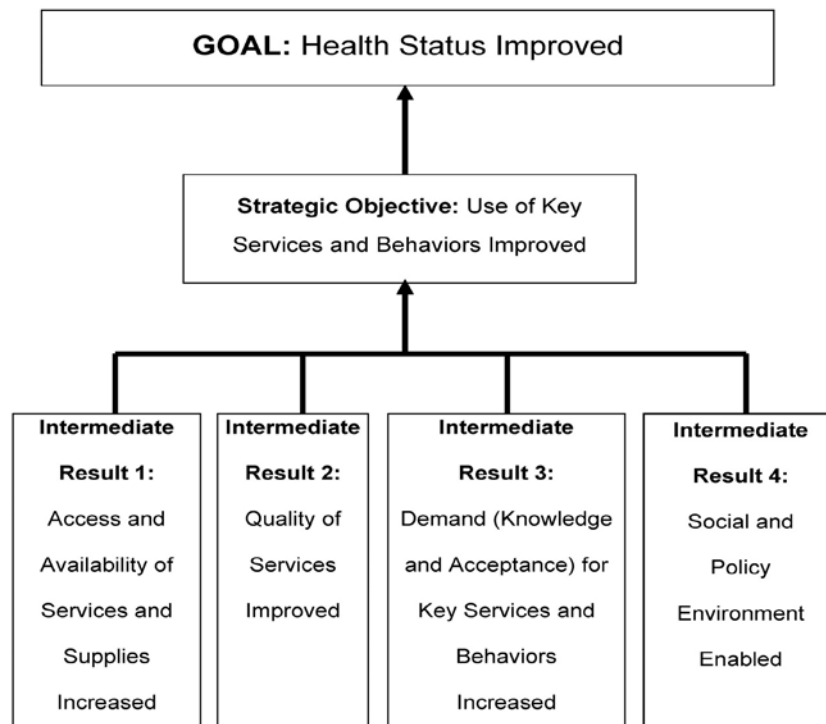 GOAL: Health Status Improved
Strategic Objective: Use of Key
Services and Behaviors Improved
Intermediate
Result 1:
Access and
Availability of
Services and
Supplies
Increased
Intermediate
Result 2:
Quality of
Services
Improved
Intermediate
Result 3:
Demand (Knowledge
and Acceptance) for
Key Services and
Behaviors
Increased
Intermediate
Result 4:
Social and
Policy
Environment
Enabled